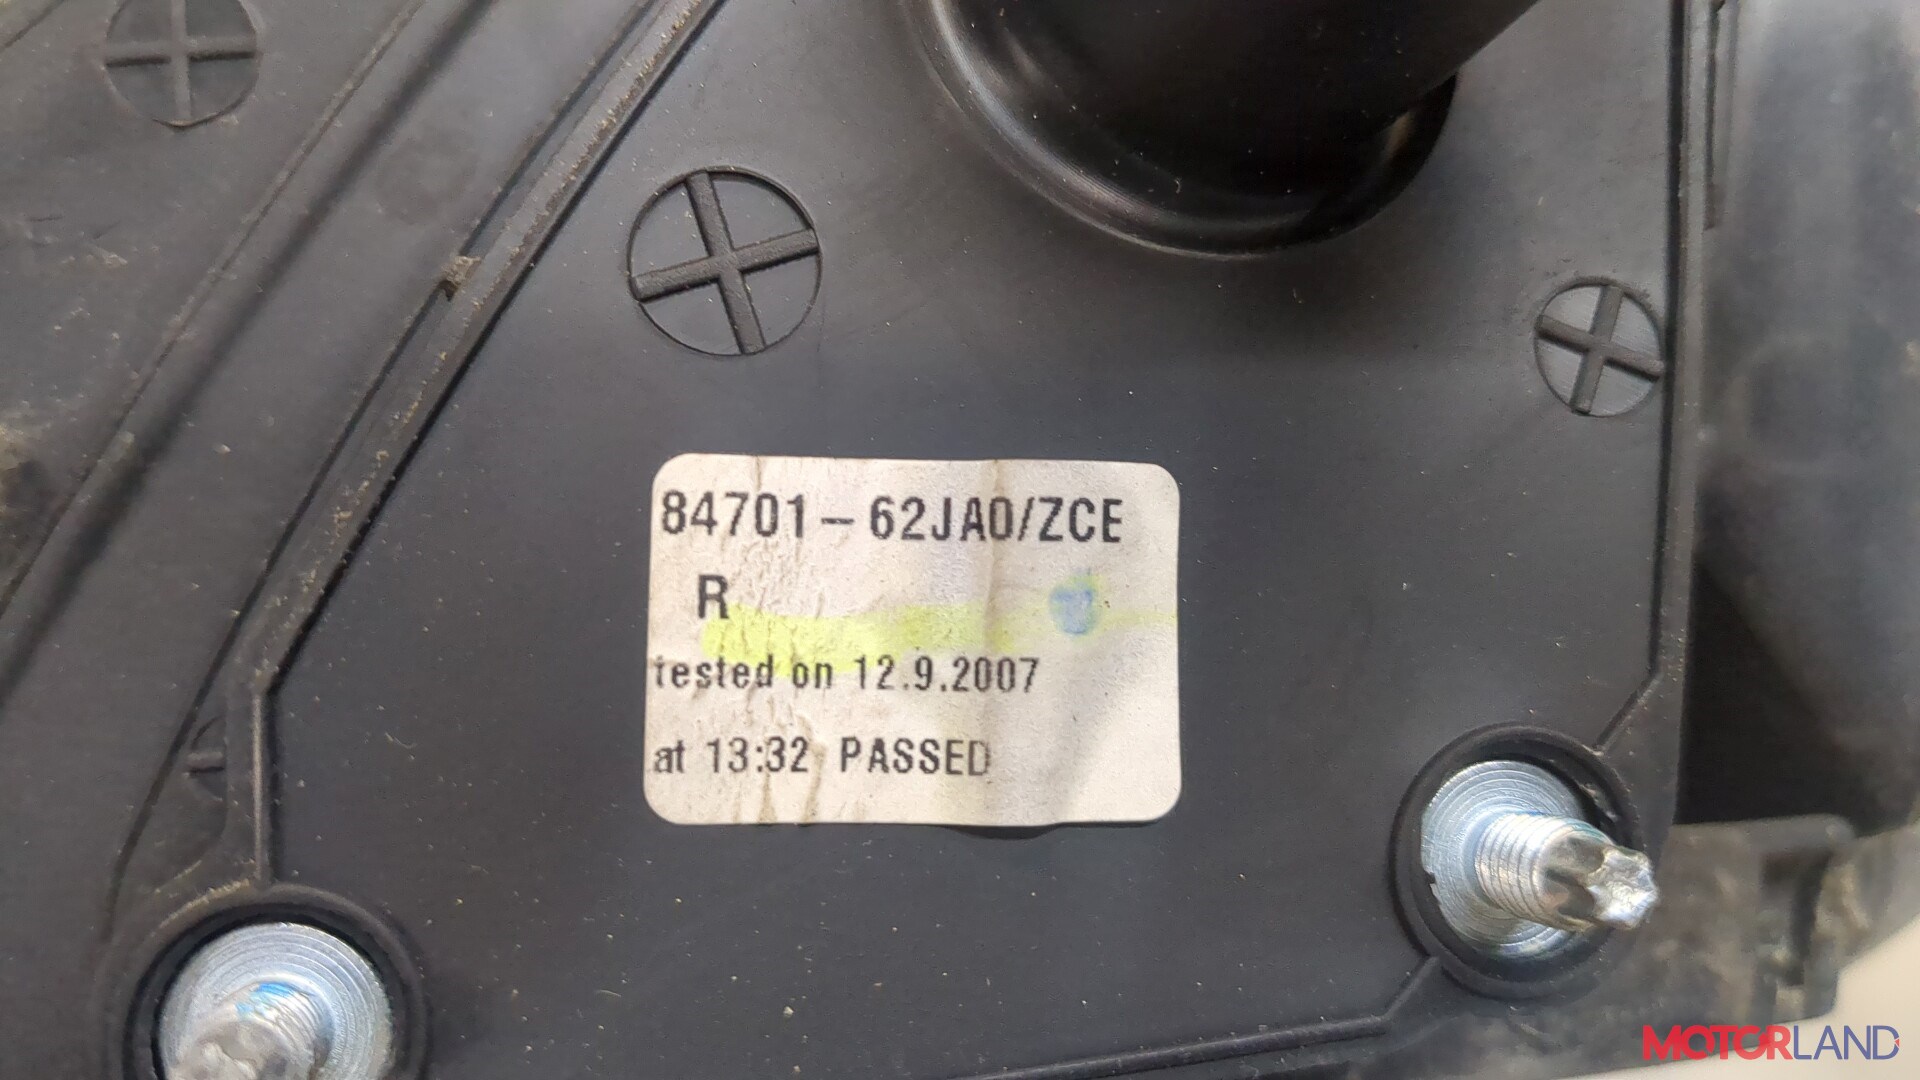 84701-62JA0/ZCE
R
tested on 12.9.2007
at 13:32 PASSED
MOTORLAND